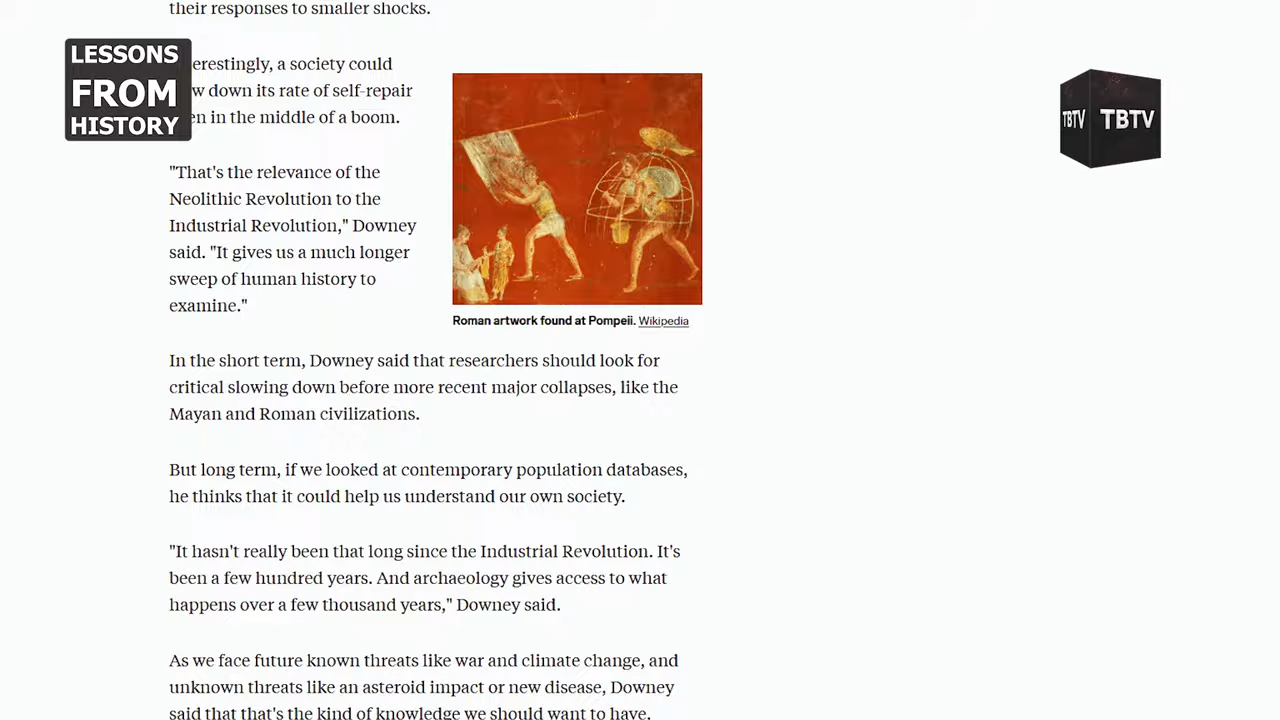 their responses to smaller shocks.
LESSONS
FROM
HISTORY
erestingly, a society could
w down its rate of self-repair
en in the middle of a boom.
TBTV
TBTV
"That's the relevance of the
Neolithic Revolution to the
Industrial Revolution," Downey
said. "It gives us a much longer
sweep of human history to
examine."
Roman artwork found at Pompeii. Wikipedia
In the short term, Downey said that researchers should look for
critical slowing down before more recent major collapses, like the
Mayan and Roman civilizations.
But long term, if we looked at contemporary population databases,
he thinks that it could help us understand our own society.
"It hasn't really been that long since the Industrial Revolution. It's
been a few hundred years. And archaeology gives access to what
happens over a few thousand years," Downey said.
As we face future known threats like war and climate change, and
unknown threats like an asteroid impact or new disease, Downey
said that that's the kind of knowledge we should want to have.